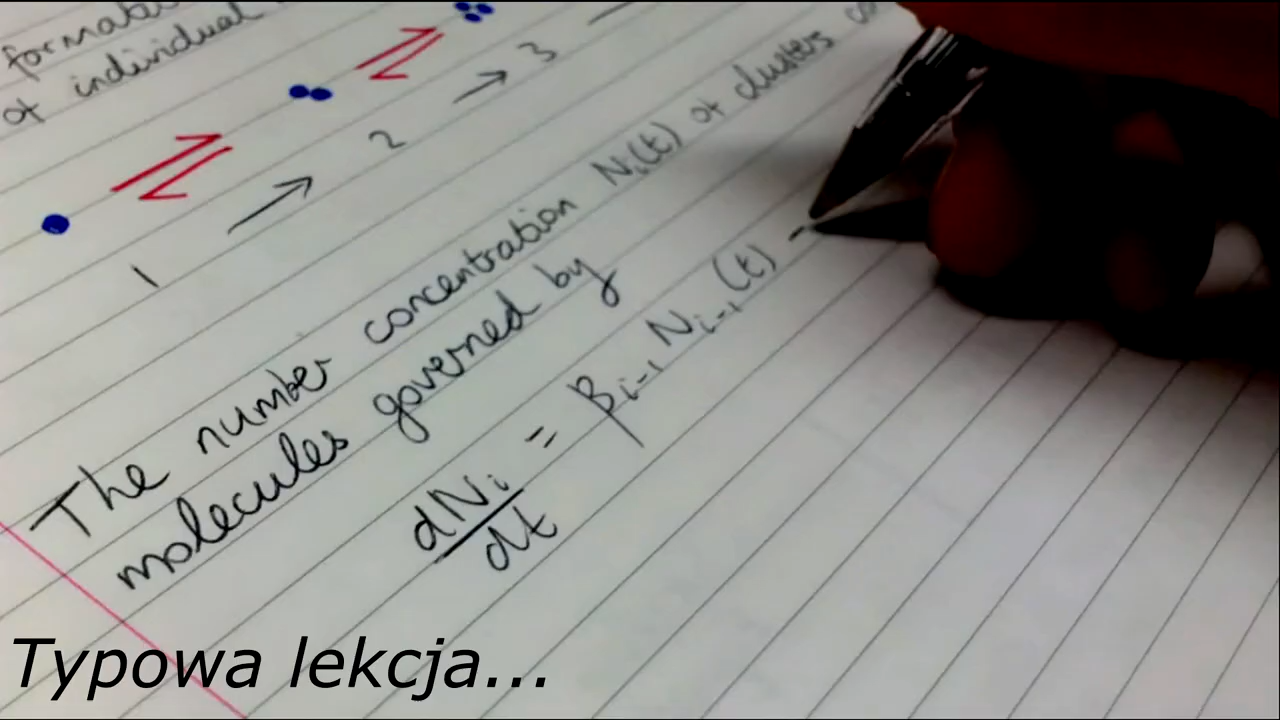 of individual
1 → 2 → 3 →
The number concentration Nᵢ(t) of clusters
molecules governed by
dNᵢ/dt = βᵢ₋₁ Nᵢ₋₁(t) -
Typowa lekcja...